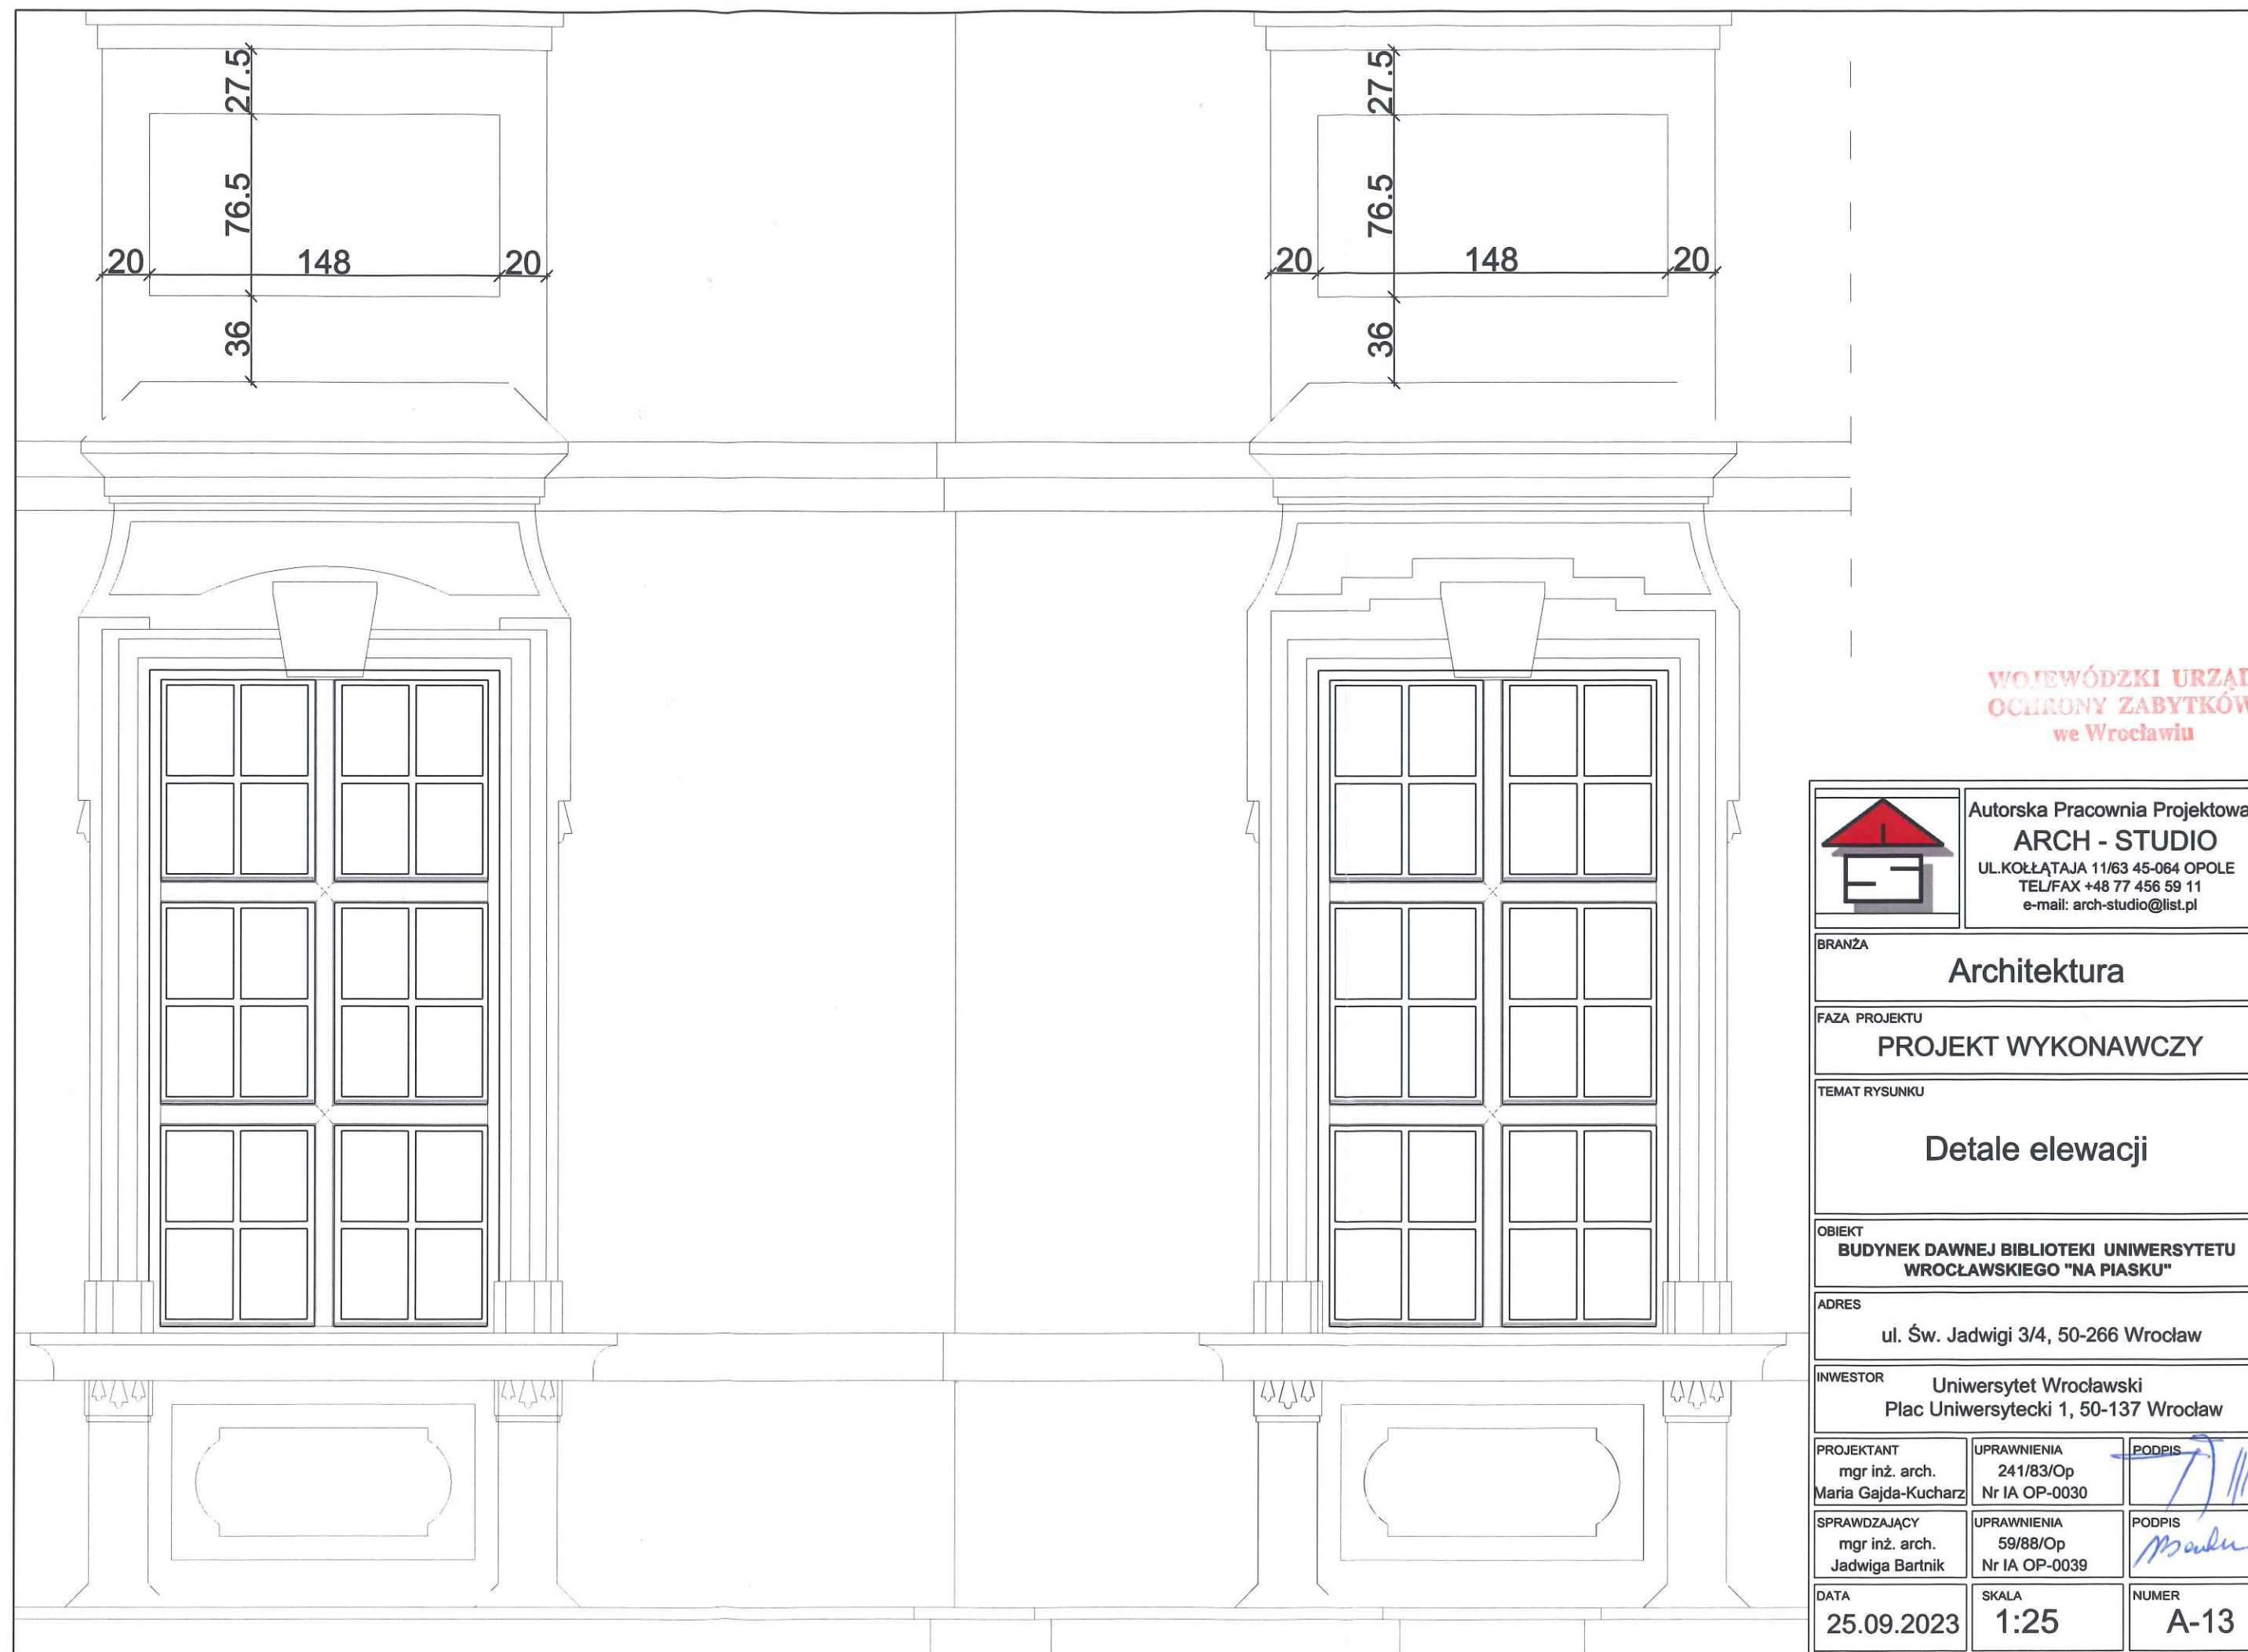 27.5
76.5
20
148
20
36
27.5
76.5
20
148
20
36
WOJEWÓDZKI URZĄD
OCHRONY ZABYTKÓW
we Wrocławiu
Autorska Pracownia Projektowa
ARCH - STUDIO
UL.KOŁŁĄTAJA 11/63 45-064 OPOLE
TEL/FAX +48 77 456 59 11
e-mail: arch-studio@list.pl
BRANŻA
Architektura
FAZA PROJEKTU
PROJEKT WYKONAWCZY
TEMAT RYSUNKU
Detale elewacji
OBIEKT
BUDYNEK DAWNEJ BIBLIOTEKI UNIWERSYTETU
WROCŁAWSKIEGO "NA PIASKU"
ADRES
ul. Św. Jadwigi 3/4, 50-266 Wrocław
INWESTOR
Uniwersytet Wrocławski
Plac Uniwersytecki 1, 50-137 Wrocław
PROJEKTANT
mgr inż. arch.
Maria Gajda-Kucharz
UPRAWNIENIA
241/83/Op
Nr IA OP-0030
PODPIS
SPRAWDZAJĄCY
mgr inż. arch.
Jadwiga Bartnik
UPRAWNIENIA
59/88/Op
Nr IA OP-0039
PODPIS
DATA
25.09.2023
SKALA
1:25
NUMER
A-13